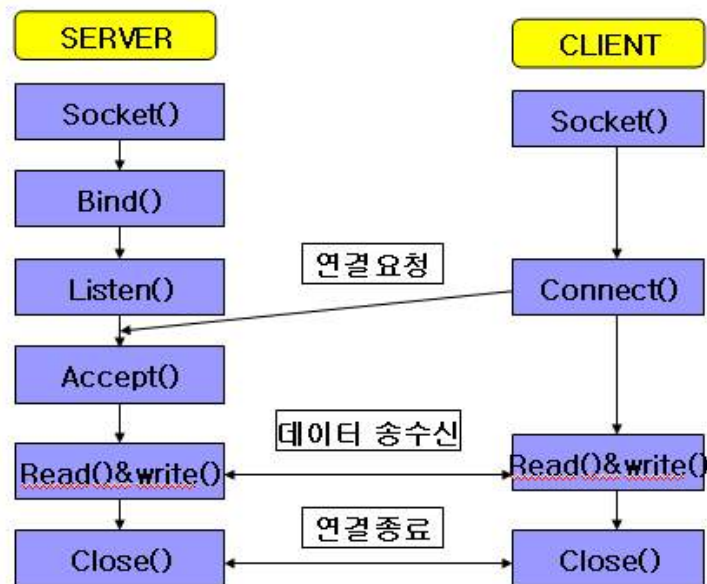 SERVER
CLIENT
Socket()
Socket()
Bind()
연결요청
Listen()
Connect()
Accept()
데이터 송수신
Read()&write()
Read()&write()
연결종료
Close()
Close()